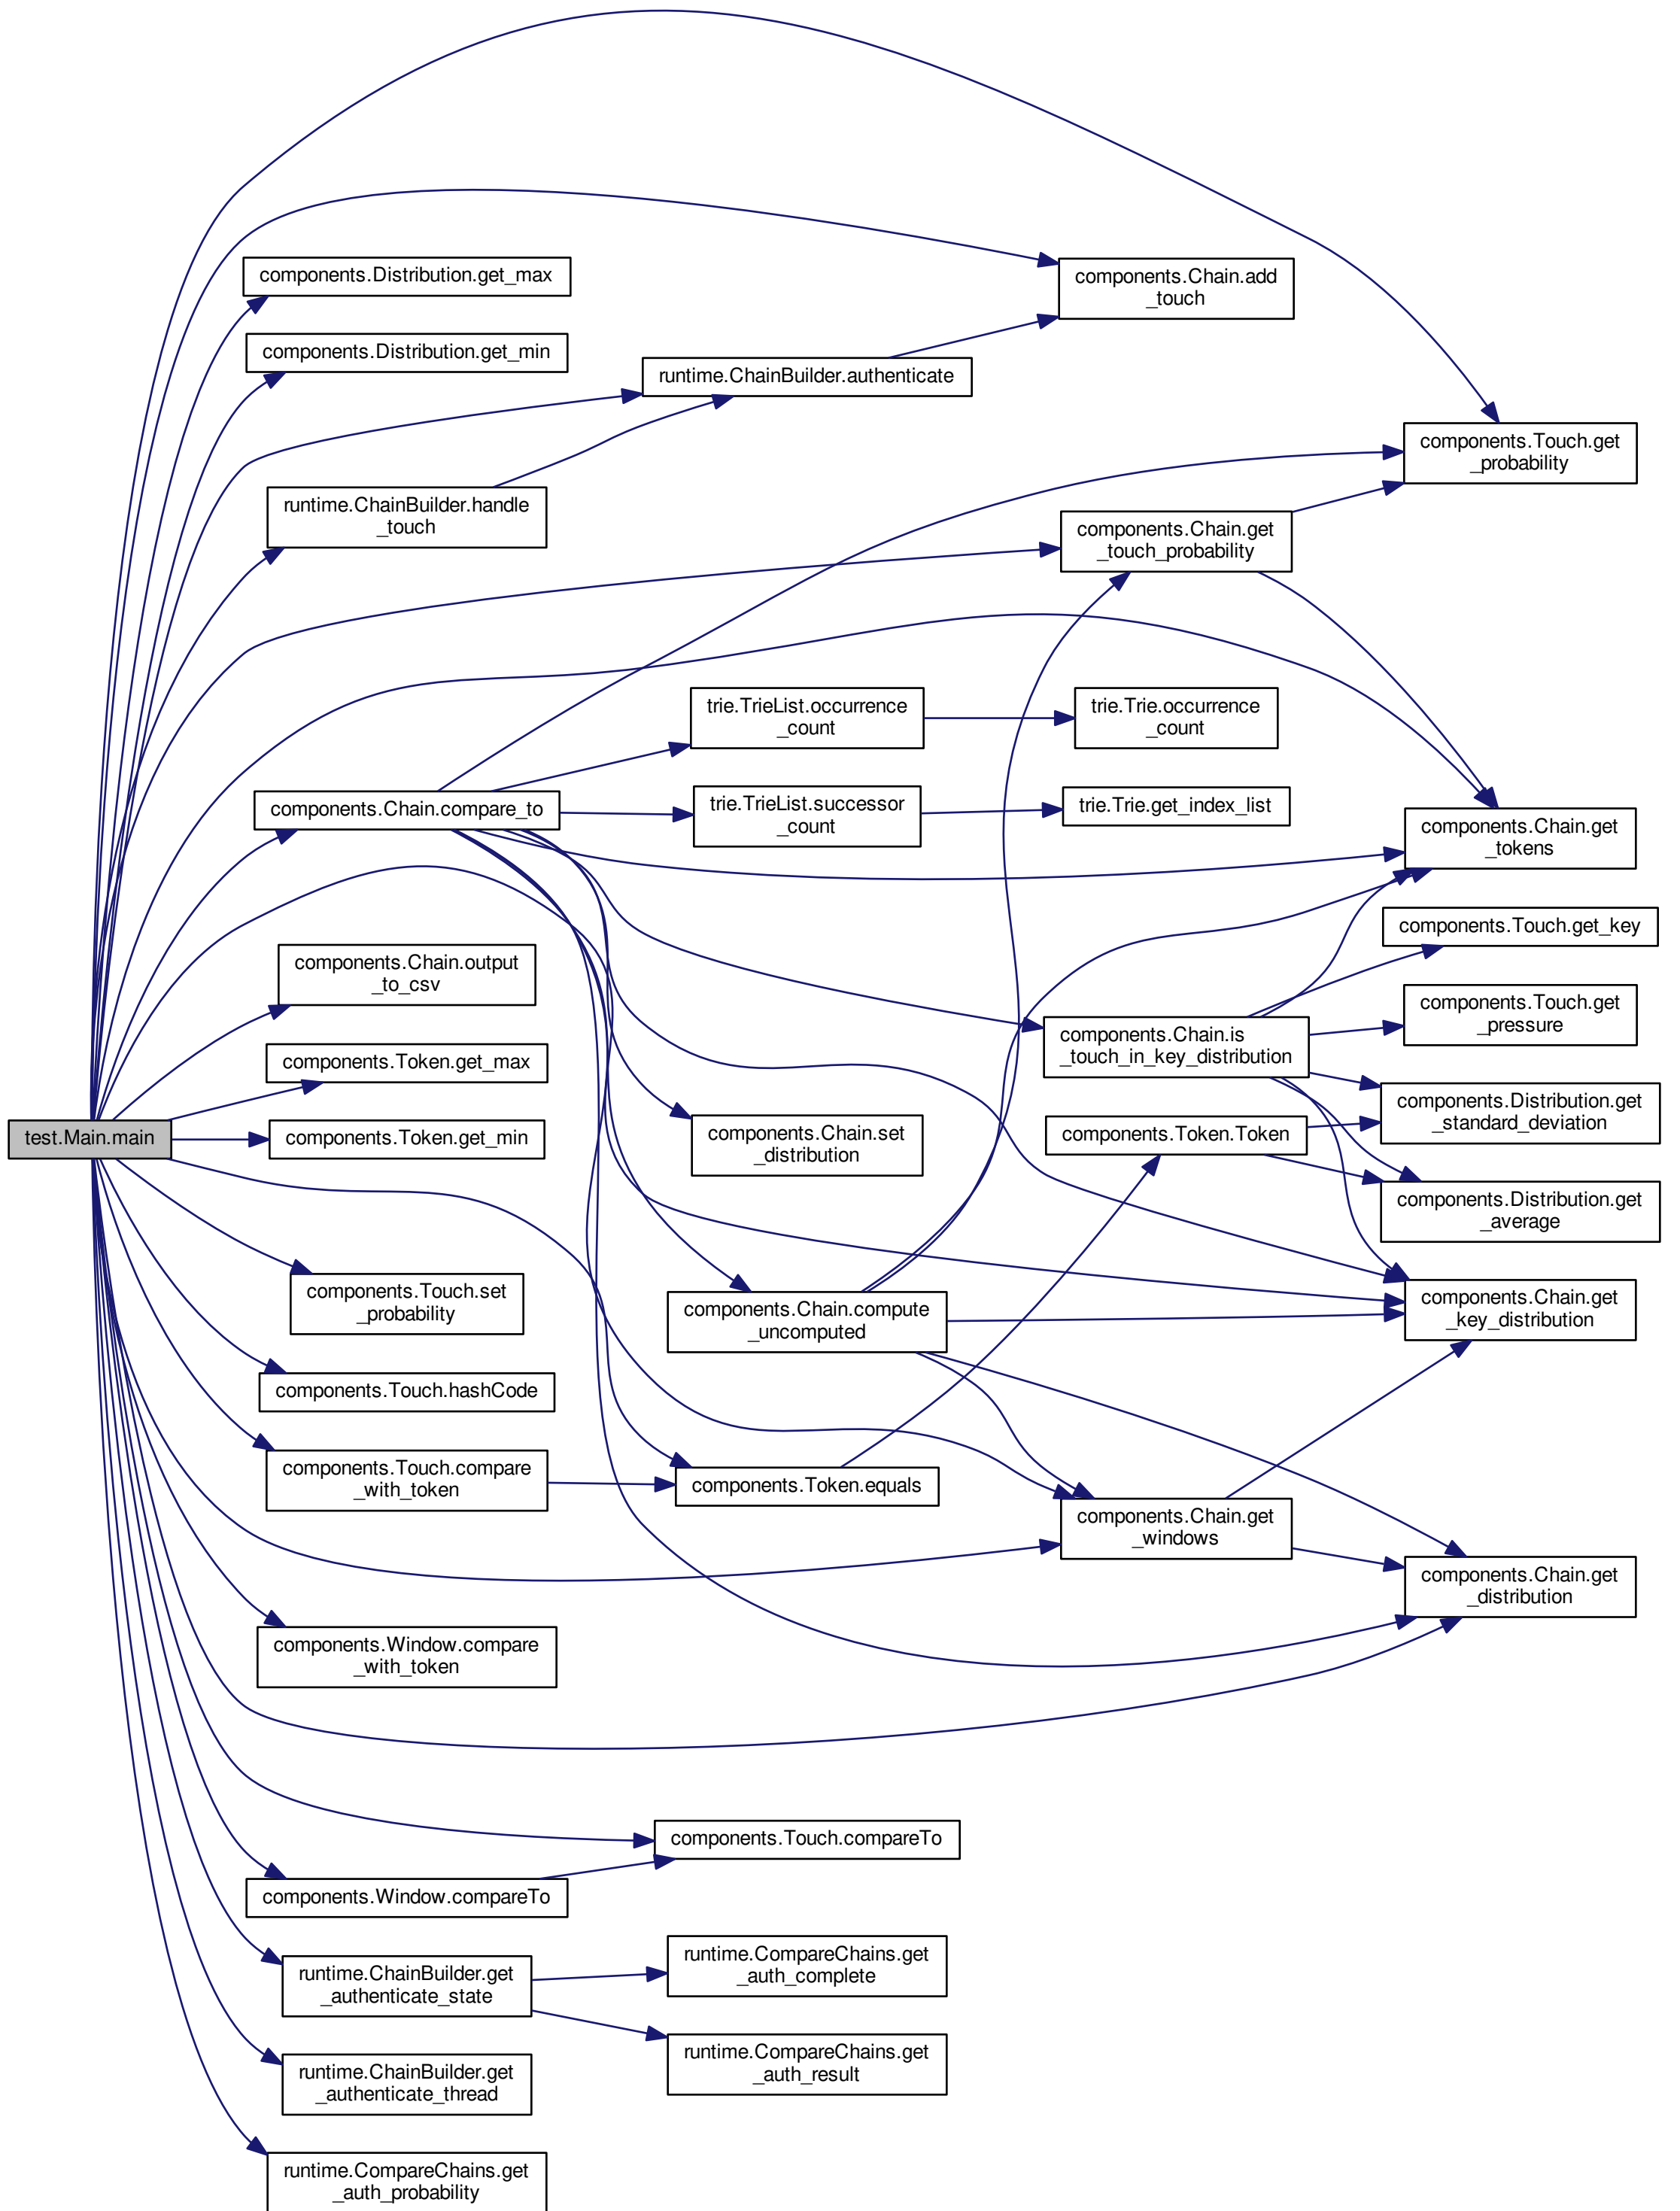 components.Distribution.get_max
components.Chain.add
_touch
components.Distribution.get_min
runtime.ChainBuilder.authenticate
components.Touch.get
_probability
runtime.ChainBuilder.handle
_touch
components.Chain.get
_touch_probability
trie.TrieList.occurrence
_count
trie.Trie.occurrence
_count
components.Chain.compare_to
trie.TrieList.successor
_count
trie.Trie.get_index_list
components.Chain.get
_tokens
components.Touch.get_key
components.Chain.output
_to_csv
components.Touch.get
_pressure
components.Chain.is
_touch_in_key_distribution
components.Token.get_max
components.Distribution.get
_standard_deviation
test.Main.main
components.Token.get_min
components.Chain.set
_distribution
components.Token.Token
components.Distribution.get
_average
components.Touch.set
_probability
components.Chain.compute
_uncomputed
components.Chain.get
_key_distribution
components.Touch.hashCode
components.Touch.compare
_with_token
components.Token.equals
components.Chain.get
_windows
components.Chain.get
_distribution
components.Window.compare
_with_token
components.Touch.compareTo
components.Window.compareTo
runtime.ChainBuilder.get
_authenticate_state
runtime.CompareChains.get
_auth_complete
runtime.CompareChains.get
_auth_result
runtime.ChainBuilder.get
_authenticate_thread
runtime.CompareChains.get
_auth_probability